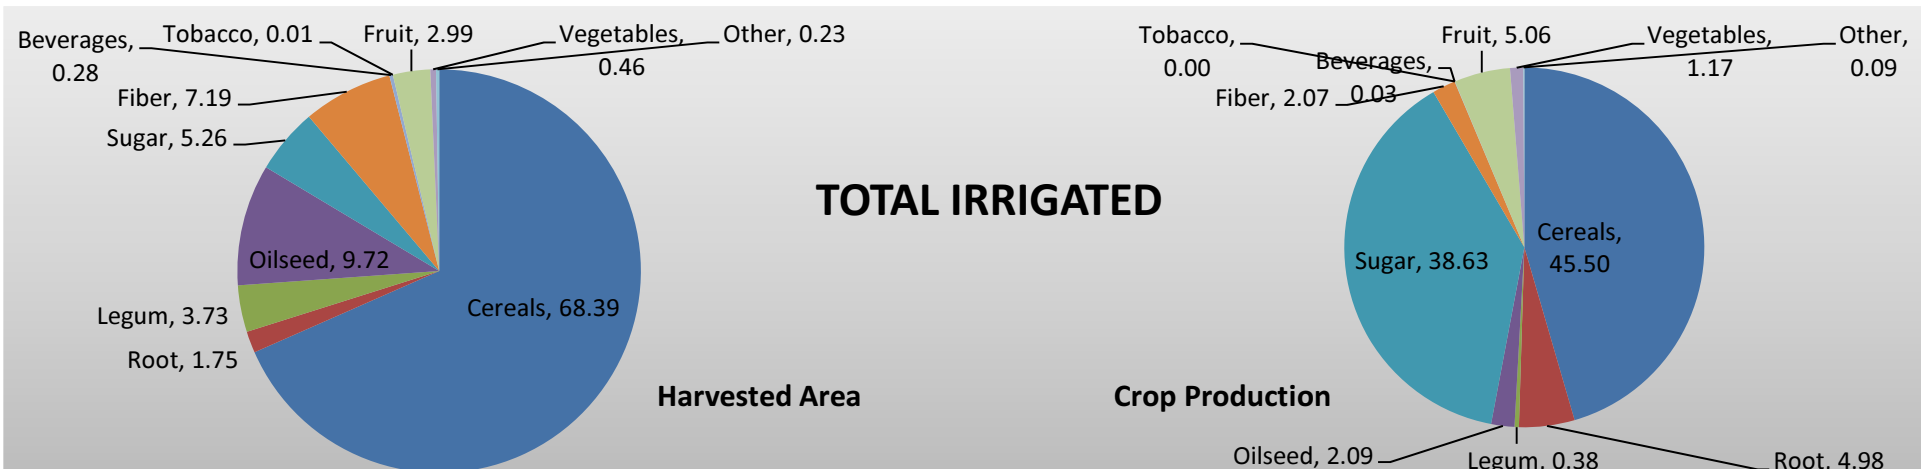 Beverages,
0.28
Tobacco, 0.01
Fruit, 2.99
Vegetables,
0.46
Other, 0.23
Fiber, 7.19
Sugar, 5.26
Oilseed, 9.72
Legum, 3.73
Root, 1.75
Cereals, 68.39
Harvested Area
TOTAL IRRIGATED
Tobacco,
0.00
Beverages,
0.03
Fruit, 5.06
Vegetables,
1.17
Other,
0.09
Fiber, 2.07
Sugar, 38.63
Cereals,
45.50
Crop Production
Oilseed, 2.09
Legum, 0.38
Root, 4.98